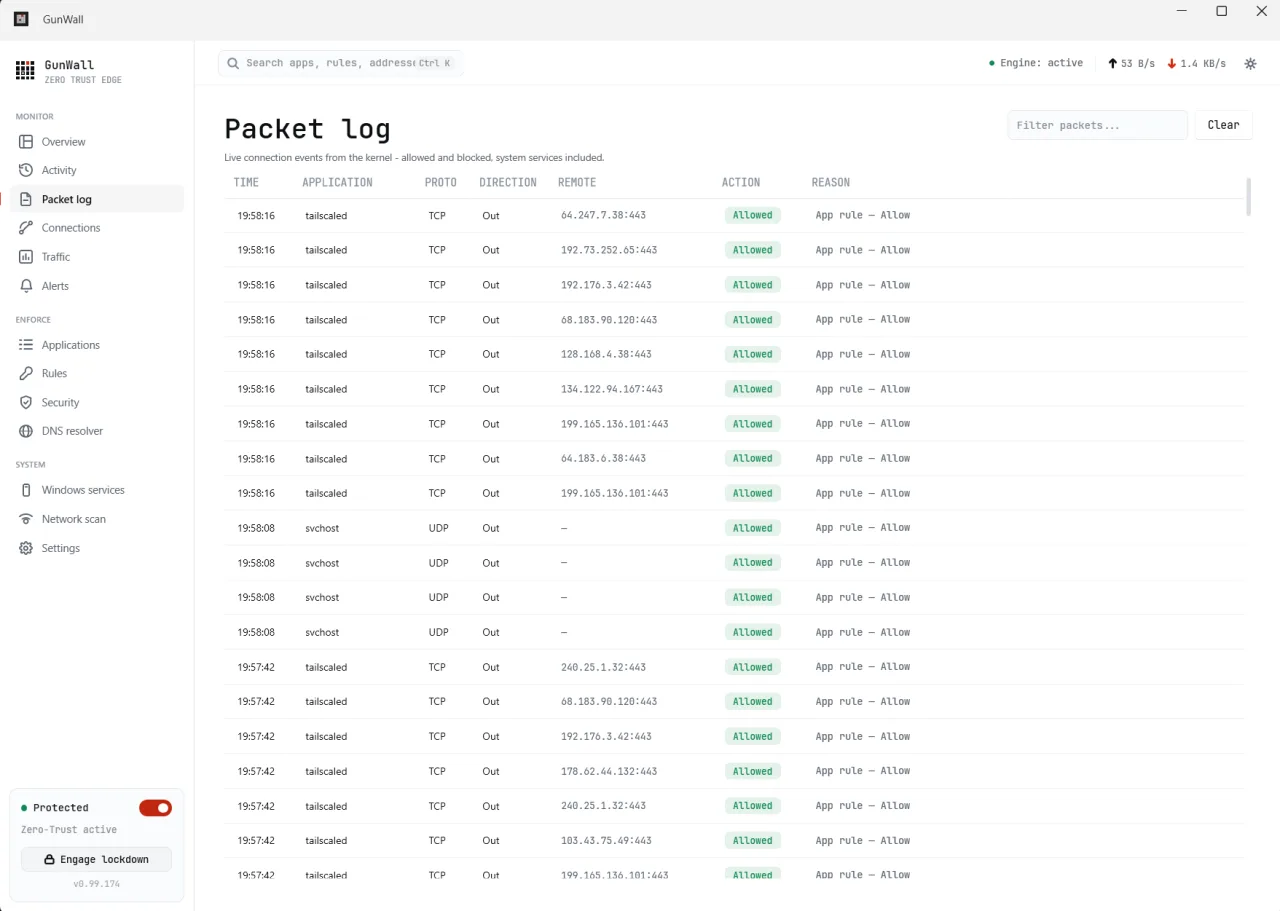 GunWall
GunWall
ZERO TRUST EDGE
MONITOR
Overview
Activity
Packet log
Connections
Traffic
Alerts
ENFORCE
Applications
Rules
Security
DNS resolver
SYSTEM
Windows services
Network scan
Settings
Protected
Zero-Trust active
Engage lockdown
v0.99.174
Search apps, rules, addresse Ctrl K
Engine: active 53 B/s 1.4 KB/s
Packet log
Filter packets... Clear
Live connection events from the kernel - allowed and blocked, system services included.
TIME APPLICATION PROTO DIRECTION REMOTE ACTION REASON
19:58:16 tailscaled TCP Out 64.247.7.38:443 Allowed App rule — Allow
19:58:16 tailscaled TCP Out 192.73.252.65:443 Allowed App rule — Allow
19:58:16 tailscaled TCP Out 192.176.3.42:443 Allowed App rule — Allow
19:58:16 tailscaled TCP Out 68.183.90.120:443 Allowed App rule — Allow
19:58:16 tailscaled TCP Out 128.168.4.38:443 Allowed App rule — Allow
19:58:16 tailscaled TCP Out 134.122.94.167:443 Allowed App rule — Allow
19:58:16 tailscaled TCP Out 199.165.136.101:443 Allowed App rule — Allow
19:58:16 tailscaled TCP Out 64.183.6.38:443 Allowed App rule — Allow
19:58:16 tailscaled TCP Out 199.165.136.101:443 Allowed App rule — Allow
19:58:08 svchost UDP Out — Allowed App rule — Allow
19:58:08 svchost UDP Out — Allowed App rule — Allow
19:58:08 svchost UDP Out — Allowed App rule — Allow
19:58:08 svchost UDP Out — Allowed App rule — Allow
19:57:42 tailscaled TCP Out 240.25.1.32:443 Allowed App rule — Allow
19:57:42 tailscaled TCP Out 68.183.90.120:443 Allowed App rule — Allow
19:57:42 tailscaled TCP Out 192.176.3.42:443 Allowed App rule — Allow
19:57:42 tailscaled TCP Out 178.62.44.132:443 Allowed App rule — Allow
19:57:42 tailscaled TCP Out 240.25.1.32:443 Allowed App rule — Allow
19:57:42 tailscaled TCP Out 103.43.75.49:443 Allowed App rule — Allow
19:57:42 tailscaled TCP Out 199.165.136.101:443 Allowed App rule — Allow